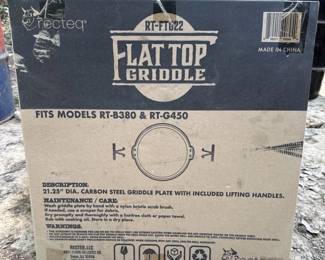 recteq
RT-FTB22
FLAT TOP
GRIDDLE
MADE IN CHINA
FITS MODELS RT-B380 & RT-G450
DESCRIPTION:
21.25" DIA. CARBON STEEL GRIDDLE PLATE WITH INCLUDED LIFTING HANDLES.
MAINTENANCE / CARE:
Wash griddle plate by hand with a nylon bristle scrub brush.
If needed, use a scraper for debris.
Dry promptly and thoroughly with a lintfree cloth or paper towel.
Rub with cooking oil. Store in a dry place.
WARNINGS:
RECTEQ, LLC
recteq